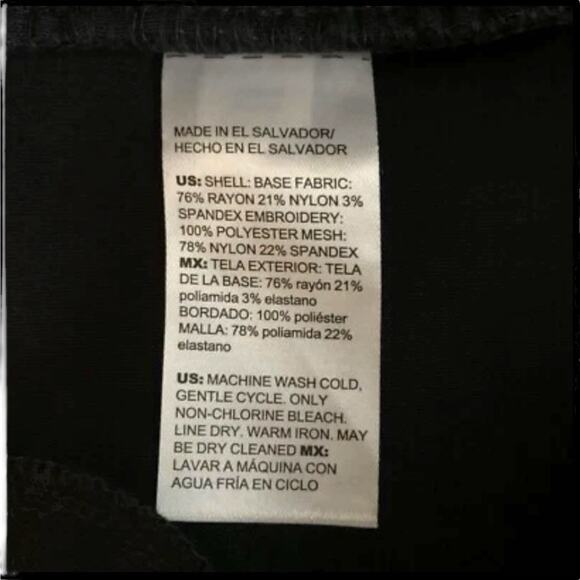 MADE IN EL SALVADOR/
HECHO EN EL SALVADOR
US: SHELL: BASE FABRIC:
76% RAYON 21% NYLON 3%
SPANDEX EMBROIDERY:
100% POLYESTER MESH:
78% NYLON 22% SPANDEX
MX: TELA EXTERIOR: TELA
DE LA BASE: 76% rayón 21%
poliamida 3% elastano
BORDADO: 100% poliéster
MALLA: 78% poliamida 22%
elastano
US: MACHINE WASH COLD,
GENTLE CYCLE. ONLY
NON-CHLORINE BLEACH.
LINE DRY. WARM IRON. MAY
BE DRY CLEANED MX:
LAVAR A MÁQUINA CON
AGUA FRÍA EN CICLO